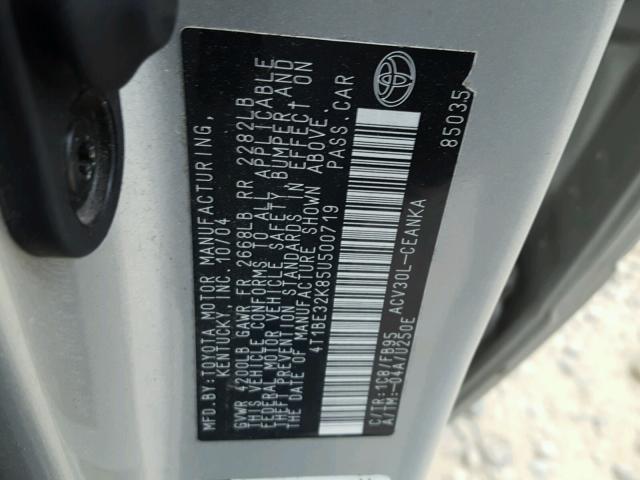 MFD.BY:TOYOTA MOTOR MANUFACTURING,
KENTUCKY INC. 10/04
GVWR 4200LB GAWR FR 2668LB RR 2282LB
THIS VEHICLE CONFORMS TO ALL APPLICABLE
FEDERAL MOTOR VEHICLE SAFETY, BUMPER, AND
THEFT PREVENTION STANDARDS IN EFFECT ON
THE DATE OF MANUFACTURE SHOWN ABOVE.
4T1BE32K85U500719 PASS.CAR
C/TR:1C8/FB95 ACV30L-CEANKA
A/TM:-04A/U250E
85035